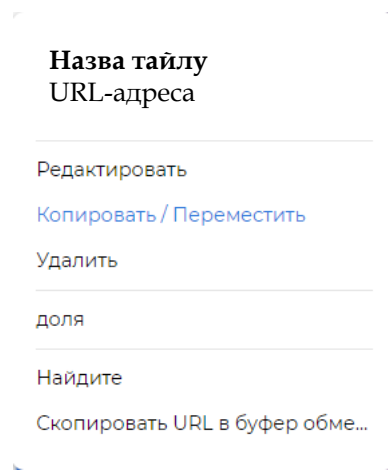 Назва тайлу
URL-адреса
Редактировать
Копировать / Переместить
Удалить
доля
Найдите
Скопировать URL в буфер обме...